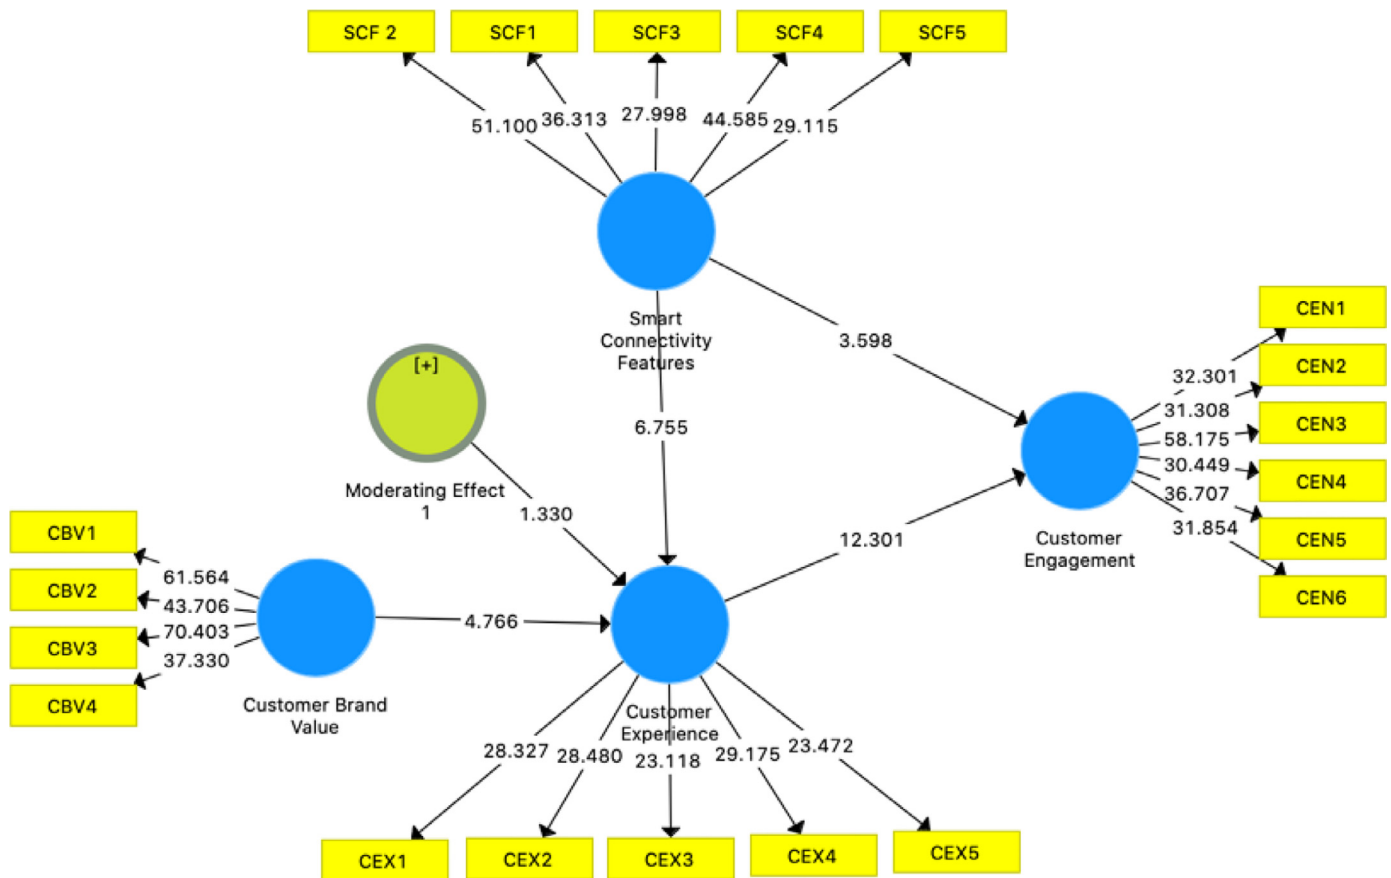 SCF 2
SCF1
SCF3
SCF4
SCF5
51.100
36.313
27.998
44.585
29.115
Smart
Connectivity
Features
3.598
6.755
[+]
Moderating Effect
1
1.330
CEN1
CEN2
CEN3
CEN4
CEN5
CEN6
32.301
31.308
58.175
30.449
36.707
31.854
Customer
Engagement
12.301
CBV1
CBV2
CBV3
CBV4
61.564
43.706
70.403
37.330
Customer Brand
Value
4.766
Customer
Experience
28.327
28.480
23.118
29.175
23.472
CEX1
CEX2
CEX3
CEX4
CEX5